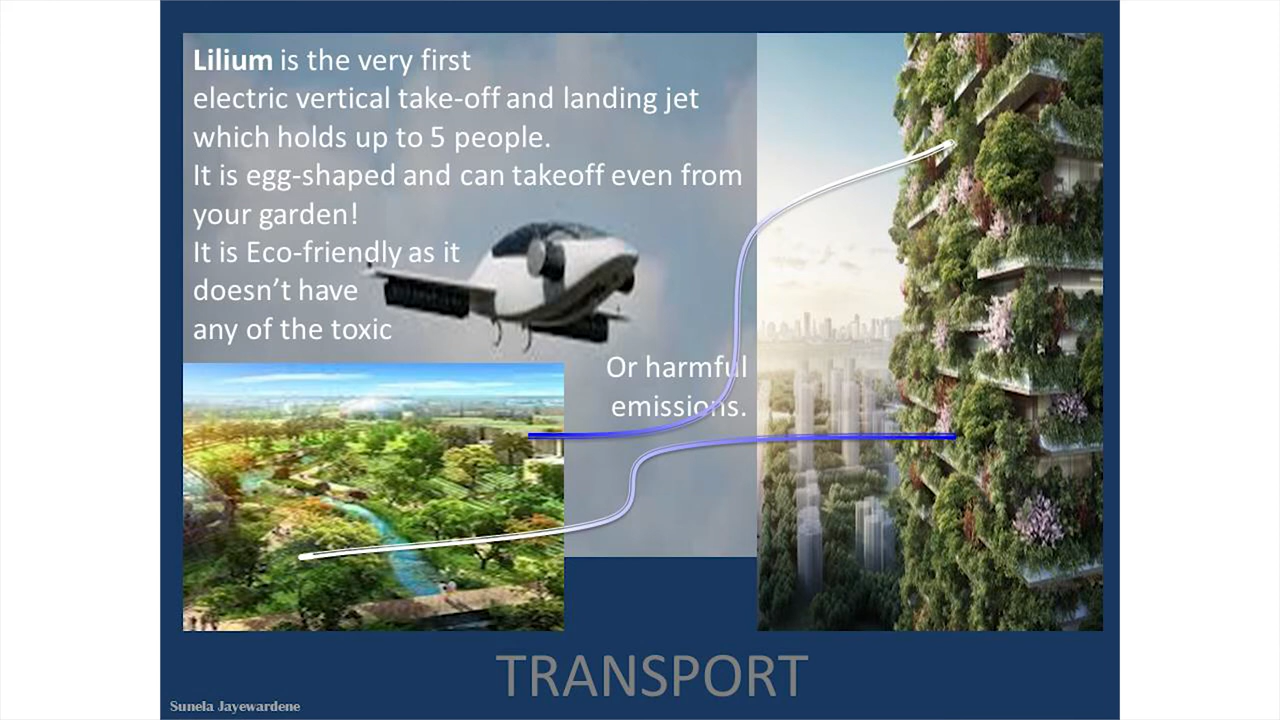 Lilium is the very first
electric vertical take-off and landing jet
which holds up to 5 people.
It is egg-shaped and can takeoff even from
your garden!
It is Eco-friendly as it
doesn’t have
any of the toxic
Or harmful
emissions.
TRANSPORT
Sunela Jayewardene